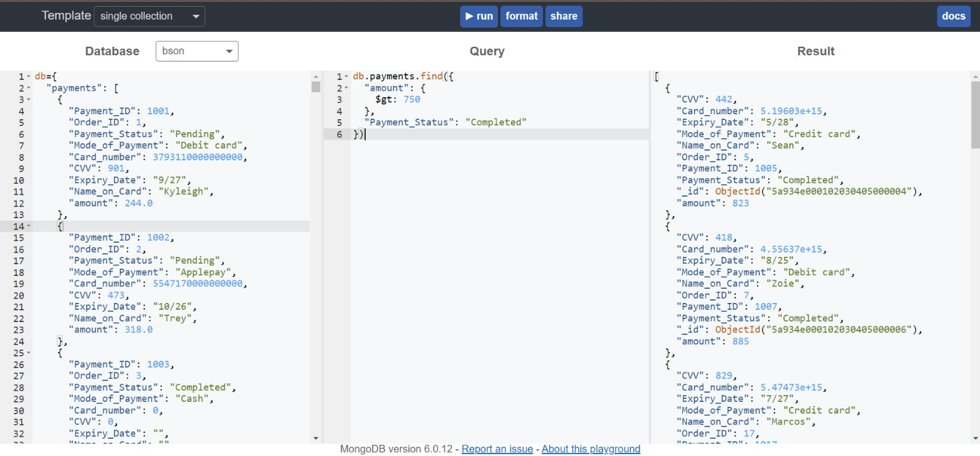 Template single collection run format share docs
Database bson Query Result
1 db={
2 "payments": [
3 {
4 "Payment_ID": 1001,
5 "Order_ID": 1,
6 "Payment_Status": "Pending",
7 "Mode_of_Payment": "Debit card",
8 "Card_number": 3793110000000000,
9 "CVV": 901,
10 "Expiry_Date": "9/27",
11 "Name_on_Card": "Kyleigh",
12 "amount": 244.0
13 },
14 {
15 "Payment_ID": 1002,
16 "Order_ID": 2,
17 "Payment_Status": "Pending",
18 "Mode_of_Payment": "Applepay",
19 "Card_number": 5547170000000000,
20 "CVV": 473,
21 "Expiry_Date": "10/26",
22 "Name_on_Card": "Trey",
23 "amount": 318.0
24 },
25 {
26 "Payment_ID": 1003,
27 "Order_ID": 3,
28 "Payment_Status": "Completed",
29 "Mode_of_Payment": "Cash",
30 "Card_number": 0,
31 "CVV": 0,
32 "Expiry_Date": "",
1 db.payments.find({
2 "amount": {
3 $gt: 750
4 },
5 "Payment_Status": "Completed"
6 })
[
{
"CVV": 442,
"Card_number": 5.19603e+15,
"Expiry_Date": "5/28",
"Mode_of_Payment": "Credit card",
"Name_on_Card": "Sean",
"Order_ID": 5,
"Payment_ID": 1005,
"Payment_Status": "Completed",
"_id": ObjectId("5a934e000102030405000004"),
"amount": 823
},
{
"CVV": 418,
"Card_number": 4.55637e+15,
"Expiry_Date": "8/25",
"Mode_of_Payment": "Debit card",
"Name_on_Card": "Zoie",
"Order_ID": 7,
"Payment_ID": 1007,
"Payment_Status": "Completed",
"_id": ObjectId("5a934e000102030405000006"),
"amount": 885
},
{
"CVV": 829,
"Card_number": 5.47473e+15,
"Expiry_Date": "7/27",
"Mode_of_Payment": "Credit card",
"Name_on_Card": "Marcos",
"Order_ID": 17,
MongoDB version 6.0.12 - Report an issue - About this playground